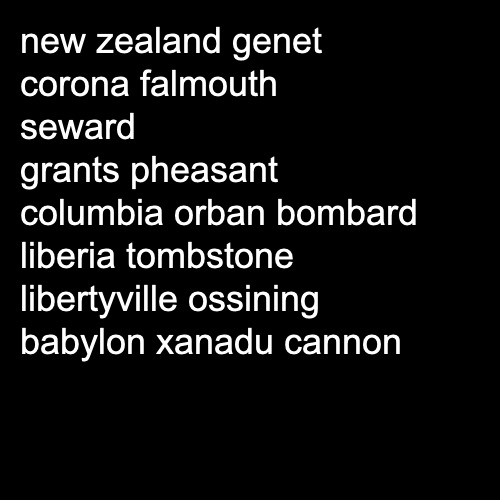 new zealand genet
corona falmouth
seward
grants pheasant
columbia orban bombard
liberia tombstone
libertyville ossining
babylon xanadu cannon